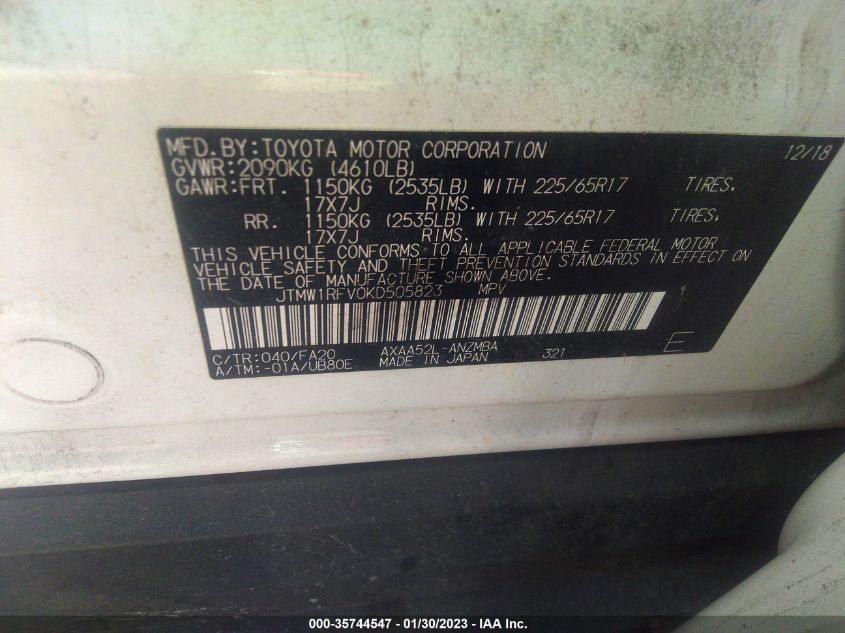 MFD. BY: TOYOTA MOTOR CORPORATION 12/18
GVWR: 2090KG (4610LB)
GAWR: FRT. 1150KG (2535LB) WITH 225/65R17 TIRES,
17X7J RIMS.
RR. 1150KG (2535LB) WITH 225/65R17 TIRES,
17X7J RIMS.
THIS VEHICLE CONFORMS TO ALL APPLICABLE FEDERAL MOTOR
VEHICLE SAFETY AND THEFT PREVENTION STANDARDS IN EFFECT ON
THE DATE OF MANUFACTURE SHOWN ABOVE.
JTMW1RFV0KD505823 MPV
C/TR: 040/FA20 AXAA52L-ANZMBA 321 E
A/TM: -01A/UB80E MADE IN JAPAN
000-35744547 - 01/30/2023 - IAA Inc.